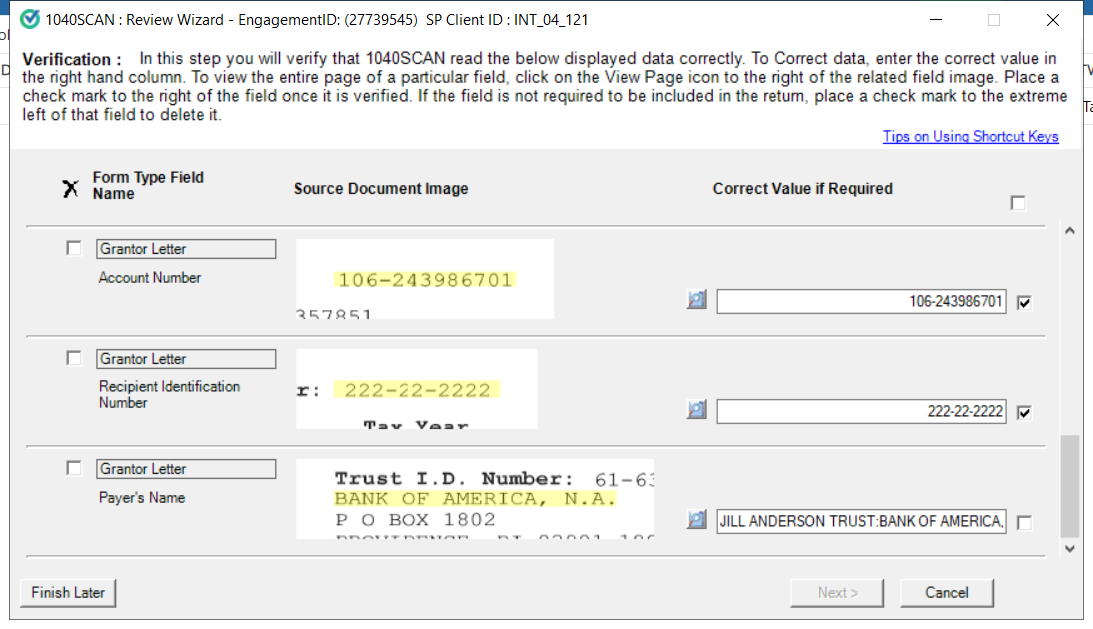 1040SCAN : Review Wizard - EngagementID: (27739545)  SP Client ID : INT_04_121
Verification :   In this step you will verify that 1040SCAN read the below displayed data correctly. To Correct data, enter the correct value in
the right hand column. To view the entire page of a particular field, click on the View Page icon to the right of the related field image. Place a
check mark to the right of the field once it is verified. If the field is not required to be included in the return, place a check mark to the extreme
left of that field to delete it.
Tips on Using Shortcut Keys
Form Type Field
Name
Source Document Image
Correct Value if Required
Grantor Letter
Account Number
106-243986701
357851
106-243986701
Grantor Letter
Recipient Identification
Number
r: 222-22-2222
Tax Year
222-22-2222
Grantor Letter
Payer's Name
Trust I.D. Number: 61-63
BANK OF AMERICA, N.A.
P O BOX 1802
JILL ANDERSON TRUST:BANK OF AMERICA,
Finish Later
Next >
Cancel